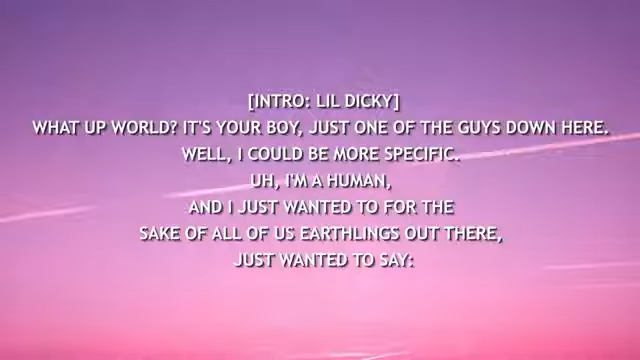 [INTRO: LIL DICKY]
WHAT UP WORLD? IT'S YOUR BOY, JUST ONE OF THE GUYS DOWN HERE.
WELL, I COULD BE MORE SPECIFIC.
UH, I'M A HUMAN,
AND I JUST WANTED TO FOR THE
SAKE OF ALL OF US EARTHLINGS OUT THERE,
JUST WANTED TO SAY: